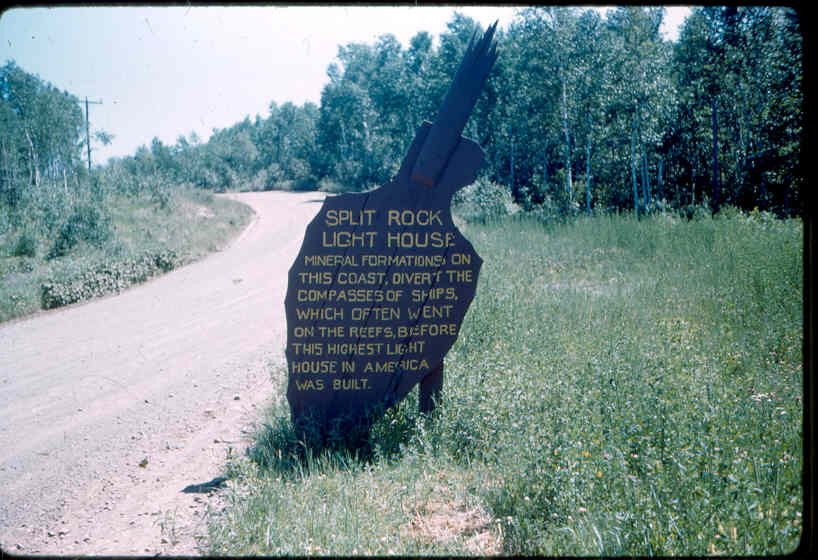 SPLIT ROCK
LIGHT HOUSE
MINERAL FORMATIONS, ON
THIS COAST, DIVERT THE
COMPASSES OF SHIPS,
WHICH OFTEN WENT
ON THE REEFS, BEFORE
THIS HIGHEST LIGHT
HOUSE IN AMERICA
WAS BUILT.